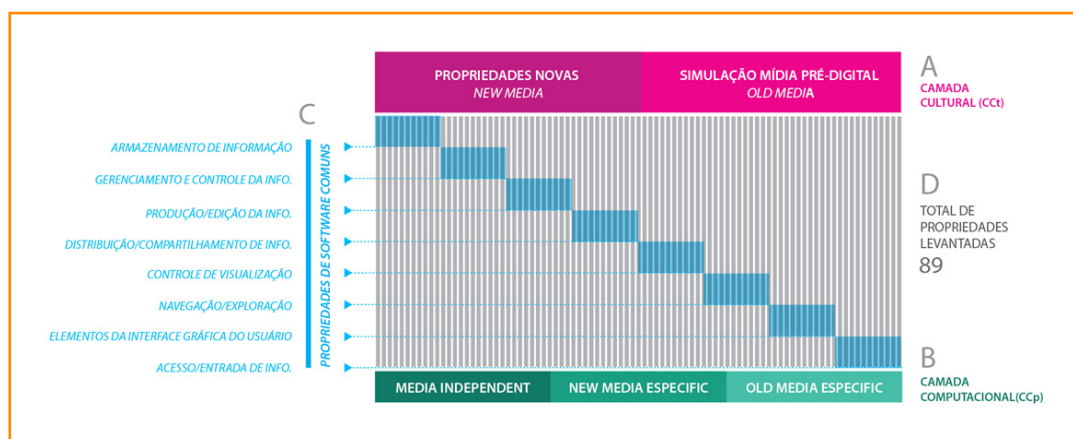 PROPRIEDADES NOVAS
NEW MEDIA
SIMULAÇÃO MÍDIA PRÉ-DIGITAL
OLD MEDIA
A
CAMADA
CULTURAL (CCt)
C
PROPRIEDADES DE SOFTWARE COMUNS
ARMAZENAMENTO DE INFORMAÇÃO
GERENCIAMENTO E CONTROLE DA INFO.
PRODUÇÃO/EDIÇÃO DA INFO.
DISTRIBUIÇÃO/COMPARTILHAMENTO DE INFO.
CONTROLE DE VISUALIZAÇÃO
NAVEGAÇÃO/EXPLORAÇÃO
ELEMENTOS DA INTERFACE GRÁFICA DO USUÁRIO
ACESSO/ENTRADA DE INFO.
D
TOTAL DE
PROPRIEDADES
LEVANTADAS
89
MEDIA INDEPENDENT
NEW MEDIA ESPECIFIC
OLD MEDIA ESPECIFIC
B
CAMADA
COMPUTACIONAL(CCp)